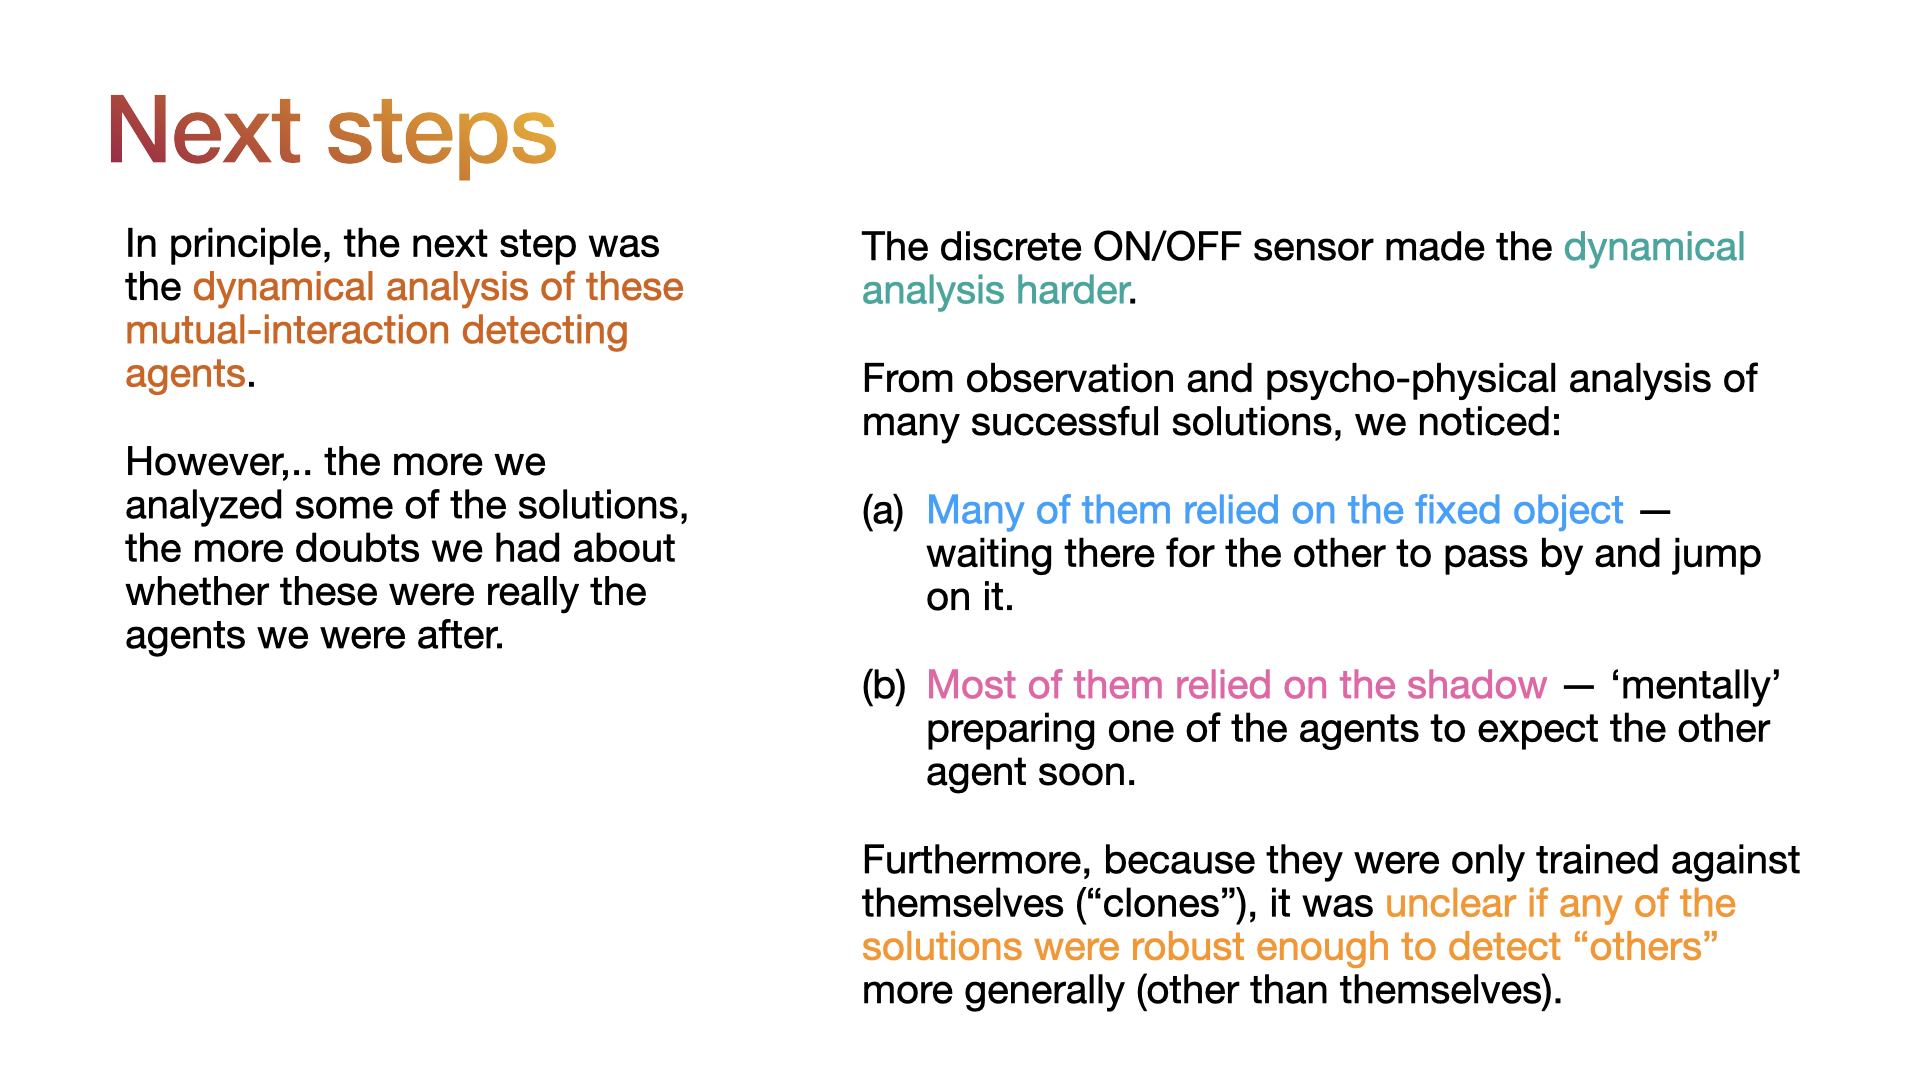 Next steps
In principle, the next step was
the dynamical analysis of these
mutual-interaction detecting
agents.
However,.. the more we
analyzed some of the solutions,
the more doubts we had about
whether these were really the
agents we were after.
The discrete ON/OFF sensor made the dynamical
analysis harder.
From observation and psycho-physical analysis of
many successful solutions, we noticed:
(a) Many of them relied on the fixed object —
waiting there for the other to pass by and jump
on it.
(b) Most of them relied on the shadow — ‘mentally’
preparing one of the agents to expect the other
agent soon.
Furthermore, because they were only trained against
themselves (“clones”), it was unclear if any of the
solutions were robust enough to detect “others”
more generally (other than themselves).